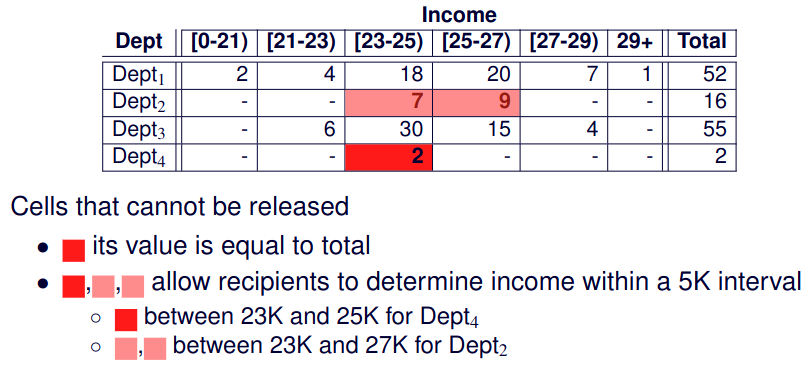 Income
Dept [0-21) [21-23) [23-25) [25-27) [27-29) 29+ Total
Dept₁ 2 4 18 20 7 1 52
Dept₂ - - 7 9 - - 16
Dept₃ - 6 30 15 4 - 55
Dept₄ - - 2 - - - 2
Cells that cannot be released
• its value is equal to total
• , , allow recipients to determine income within a 5K interval
○ between 23K and 25K for Dept₄
○ , between 23K and 27K for Dept₂